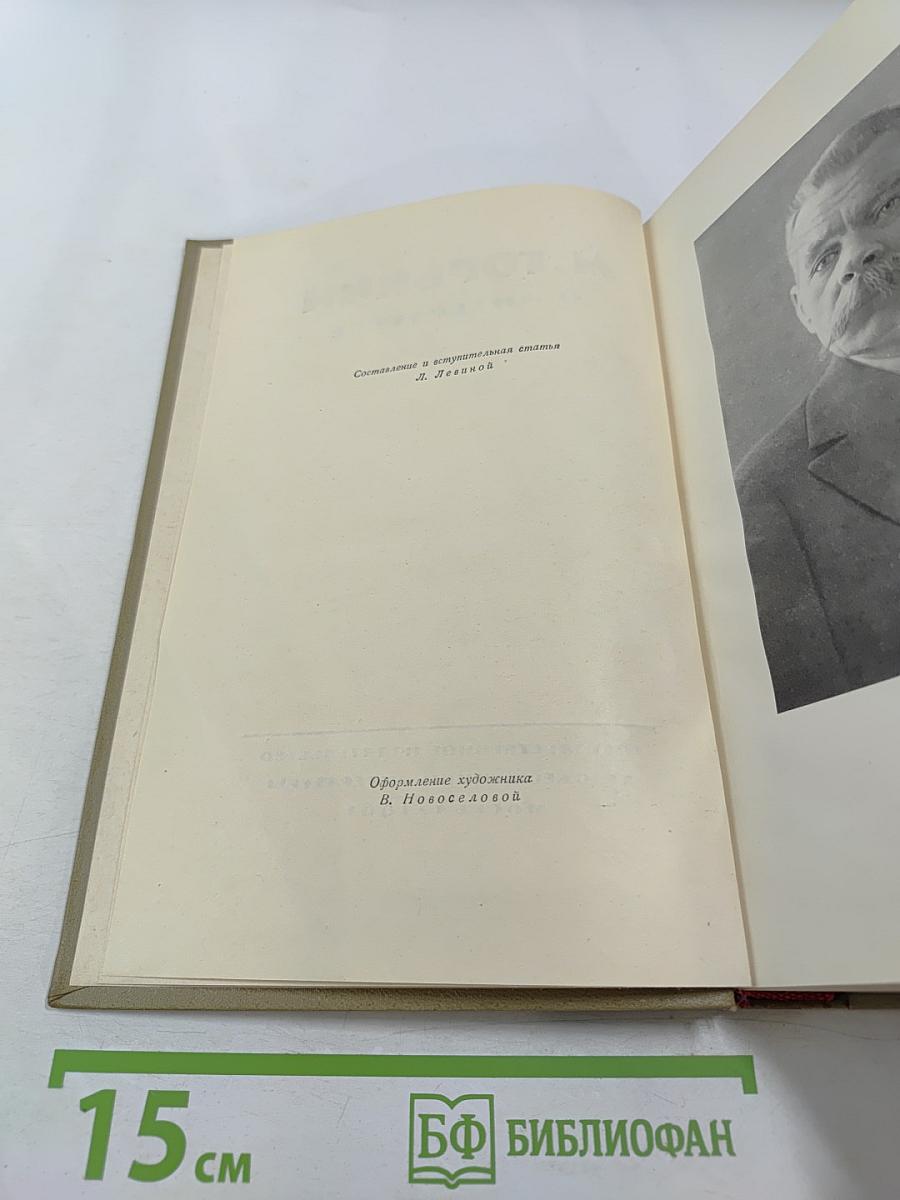 Составление и вступительная статья
Л. Левиной
Оформление художника
В. Новоселовой
15 см
БФ БИБЛИОФАН